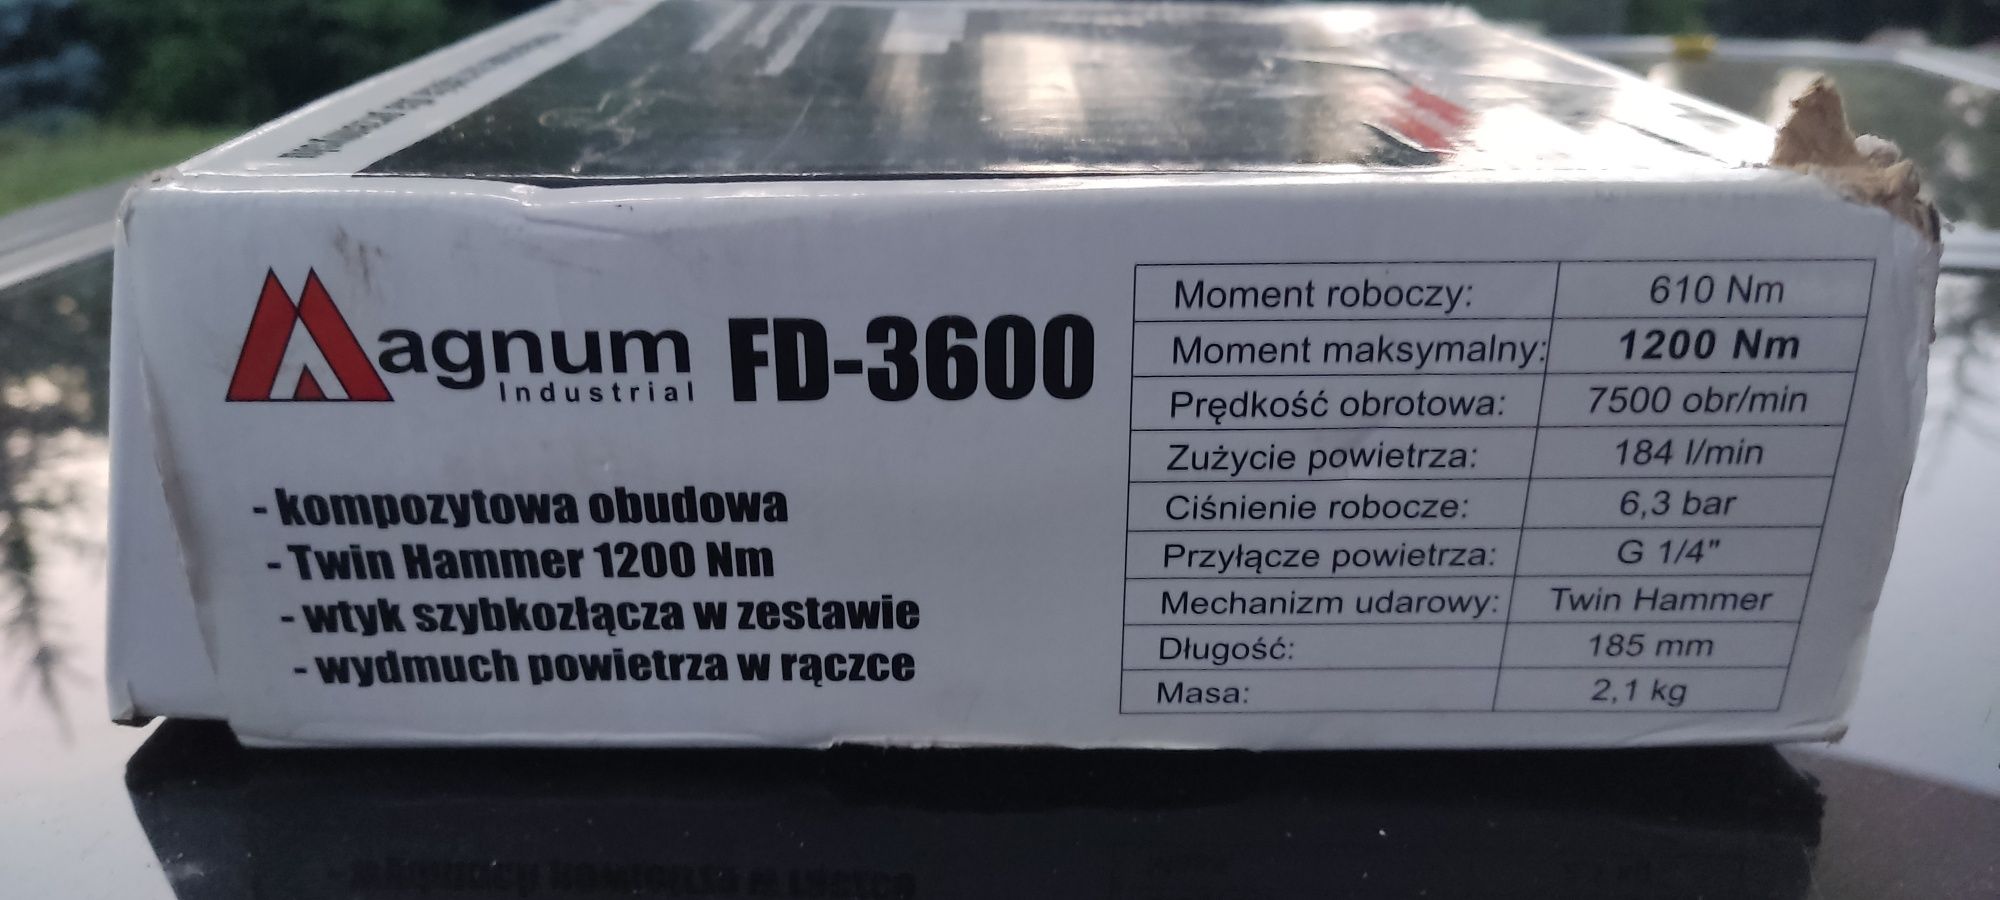 Magnum
Industrial
FD-3600
- kompozytowa obudowa
- Twin Hammer 1200 Nm
- wtyk szybkozłącza w zestawie
- wydmuch powietrza w rączce
Moment roboczy: 610 Nm
Moment maksymalny: 1200 Nm
Prędkość obrotowa: 7500 obr/min
Zużycie powietrza: 184 l/min
Ciśnienie robocze: 6,3 bar
Przyłącze powietrza: G 1/4"
Mechanizm udarowy: Twin Hammer
Długość: 185 mm
Masa: 2,1 kg